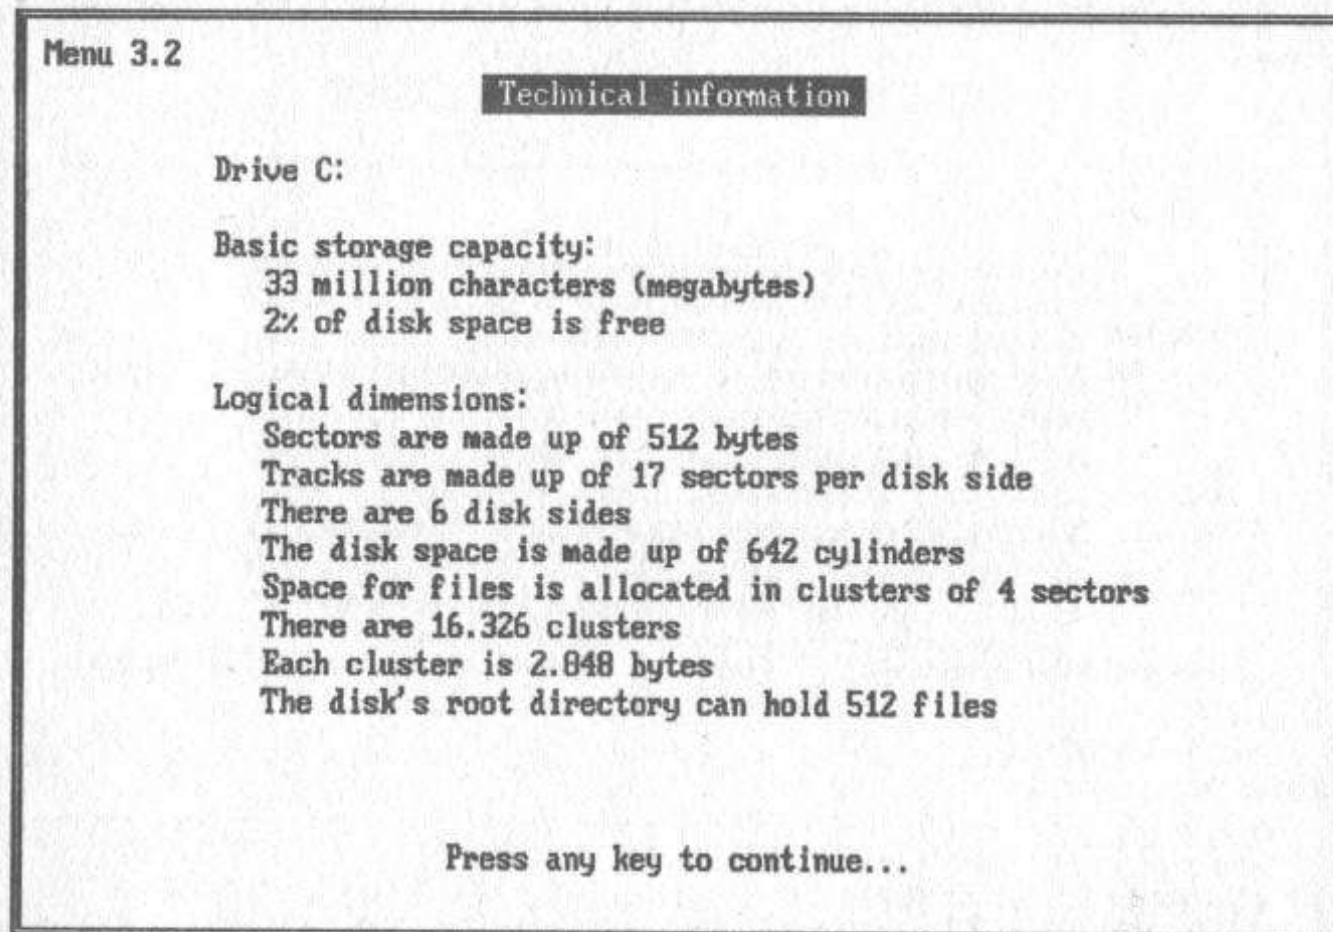 Menu 3.2
Technical information
Drive C:
Basic storage capacity:
33 million characters (megabytes)
2% of disk space is free
Logical dimensions:
Sectors are made up of 512 bytes
Tracks are made up of 17 sectors per disk side
There are 6 disk sides
The disk space is made up of 642 cylinders
Space for files is allocated in clusters of 4 sectors
There are 16.326 clusters
Each cluster is 2.048 bytes
The disk's root directory can hold 512 files
Press any key to continue...